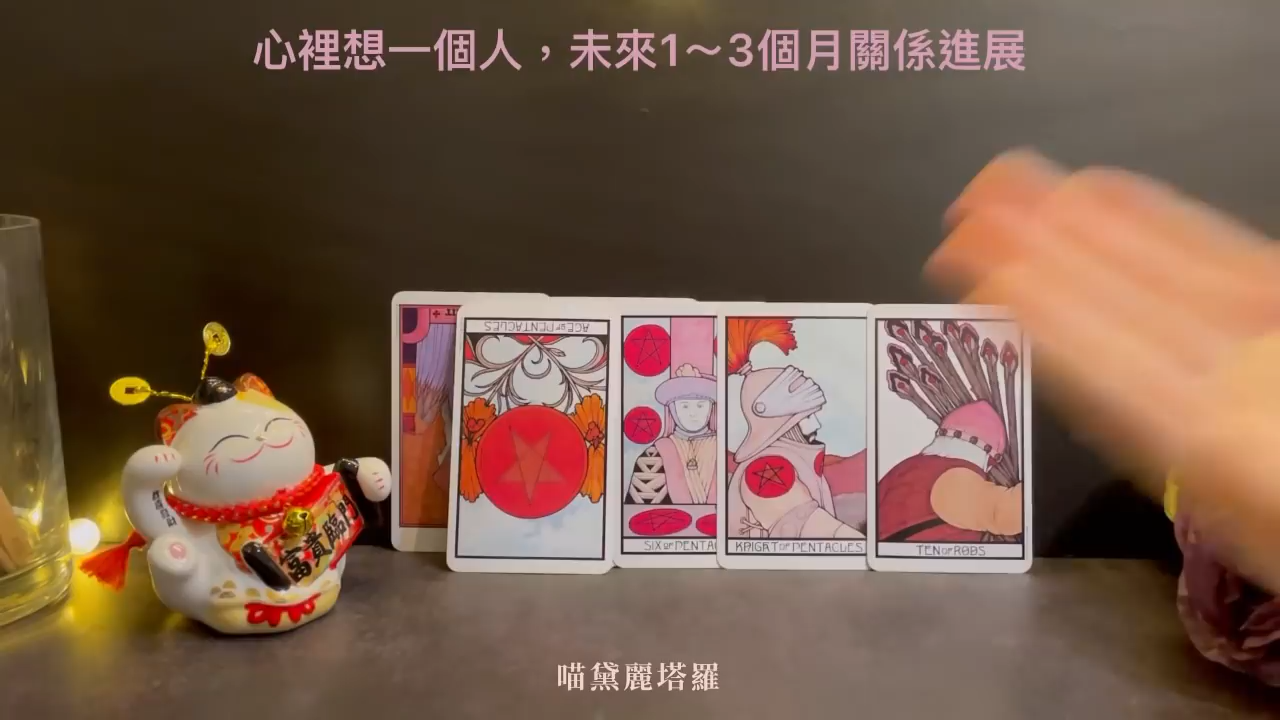 心裡想一個人，未來1～3個月關係進展
ACE OF PENTACLES
SIX OF PENTAC
KNIGHT OF PENTACLES
TEN OF RODS
富貴臨門
喵黛麗塔羅